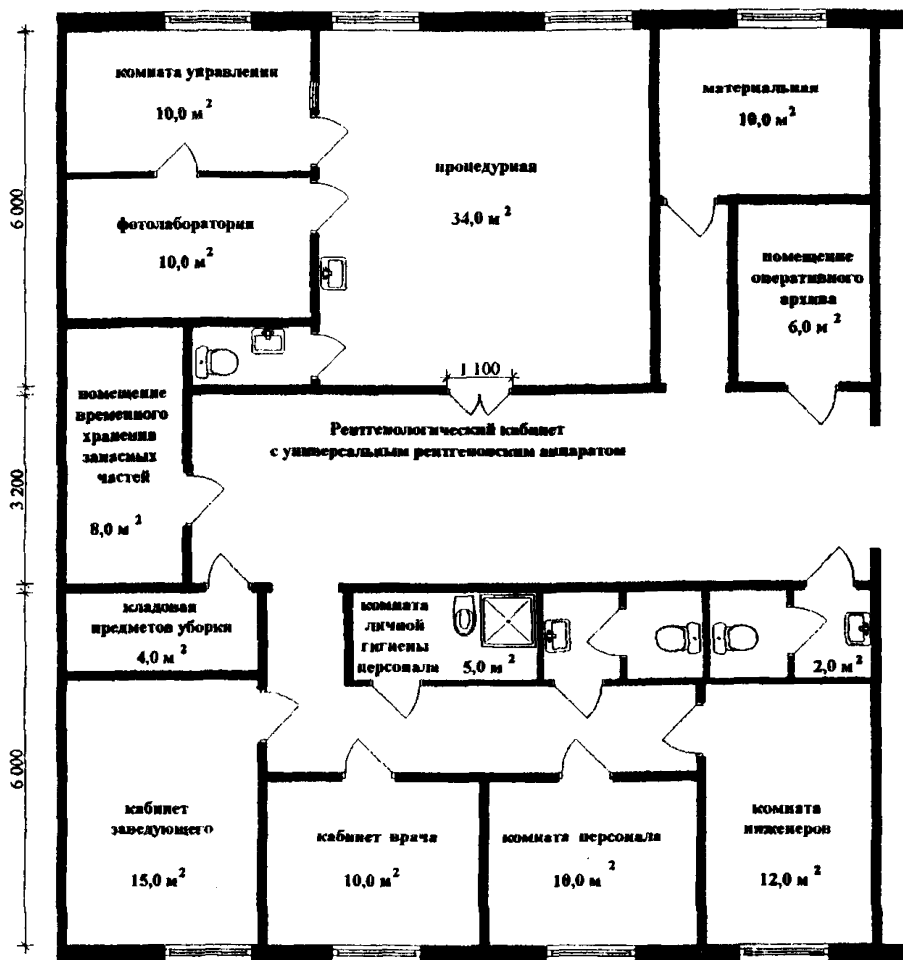 комната управления
10,0 м²
процедурная
34,0 м²
материальная
10,0 м²
6 000
фотолаборатория
10,0 м²
помещение
оперативного
архива
6,0 м²
1 100
помещение
временного
хранения
запасных
частей
8,0 м²
Рентгенологический кабинет
с универсальным рентгеновским аппаратом
3 200
кладовая
предметов уборки
4,0 м²
комната
личной
гигиены
персонала
5,0 м²
2,0 м²
6 000
кабинет
заведующего
15,0 м²
кабинет врача
10,0 м²
комната персонала
10,0 м²
комната
инженеров
12,0 м²